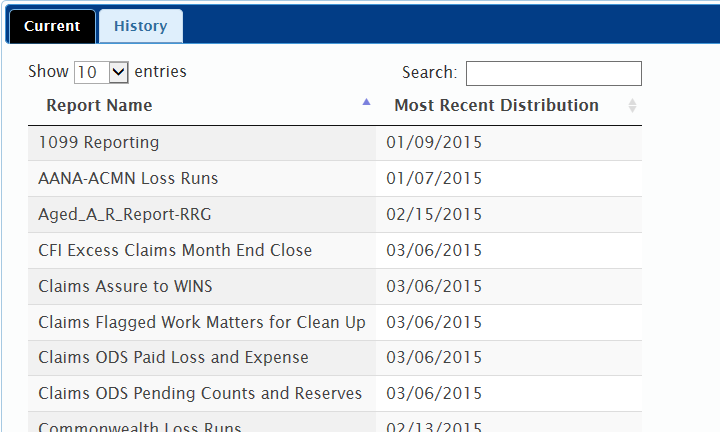 Current History
Show 10 entries Search:
Report Name Most Recent Distribution
1099 Reporting 01/09/2015
AANA-ACMN Loss Runs 01/07/2015
Aged_A_R_Report-RRG 02/15/2015
CFI Excess Claims Month End Close 03/06/2015
Claims Assure to WINS 03/06/2015
Claims Flagged Work Matters for Clean Up 03/06/2015
Claims ODS Paid Loss and Expense 03/06/2015
Claims ODS Pending Counts and Reserves 03/06/2015
Commonwealth Loss Runs 02/13/2015